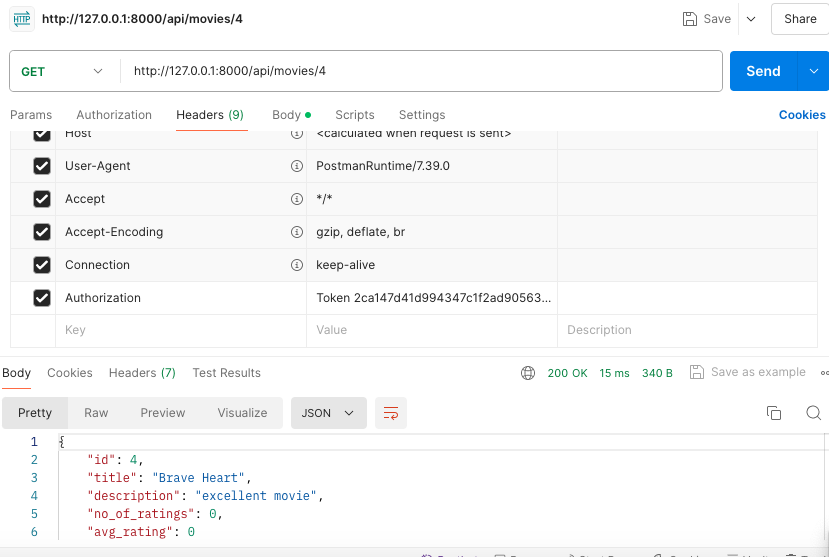 HTTP http://127.0.0.1:8000/api/movies/4 Save Share
GET http://127.0.0.1:8000/api/movies/4 Send
Params Authorization Headers (9) Body Scripts Settings Cookies
Host <calculated when request is sent>
User-Agent PostmanRuntime/7.39.0
Accept */*
Accept-Encoding gzip, deflate, br
Connection keep-alive
Authorization Token 2ca147d41d994347c1f2ad90563...
Key Value Description
Body Cookies Headers (7) Test Results 200 OK 15 ms 340 B Save as example
Pretty Raw Preview Visualize JSON
1 {
2 "id": 4,
3 "title": "Brave Heart",
4 "description": "excellent movie",
5 "no_of_ratings": 0,
6 "avg_rating": 0